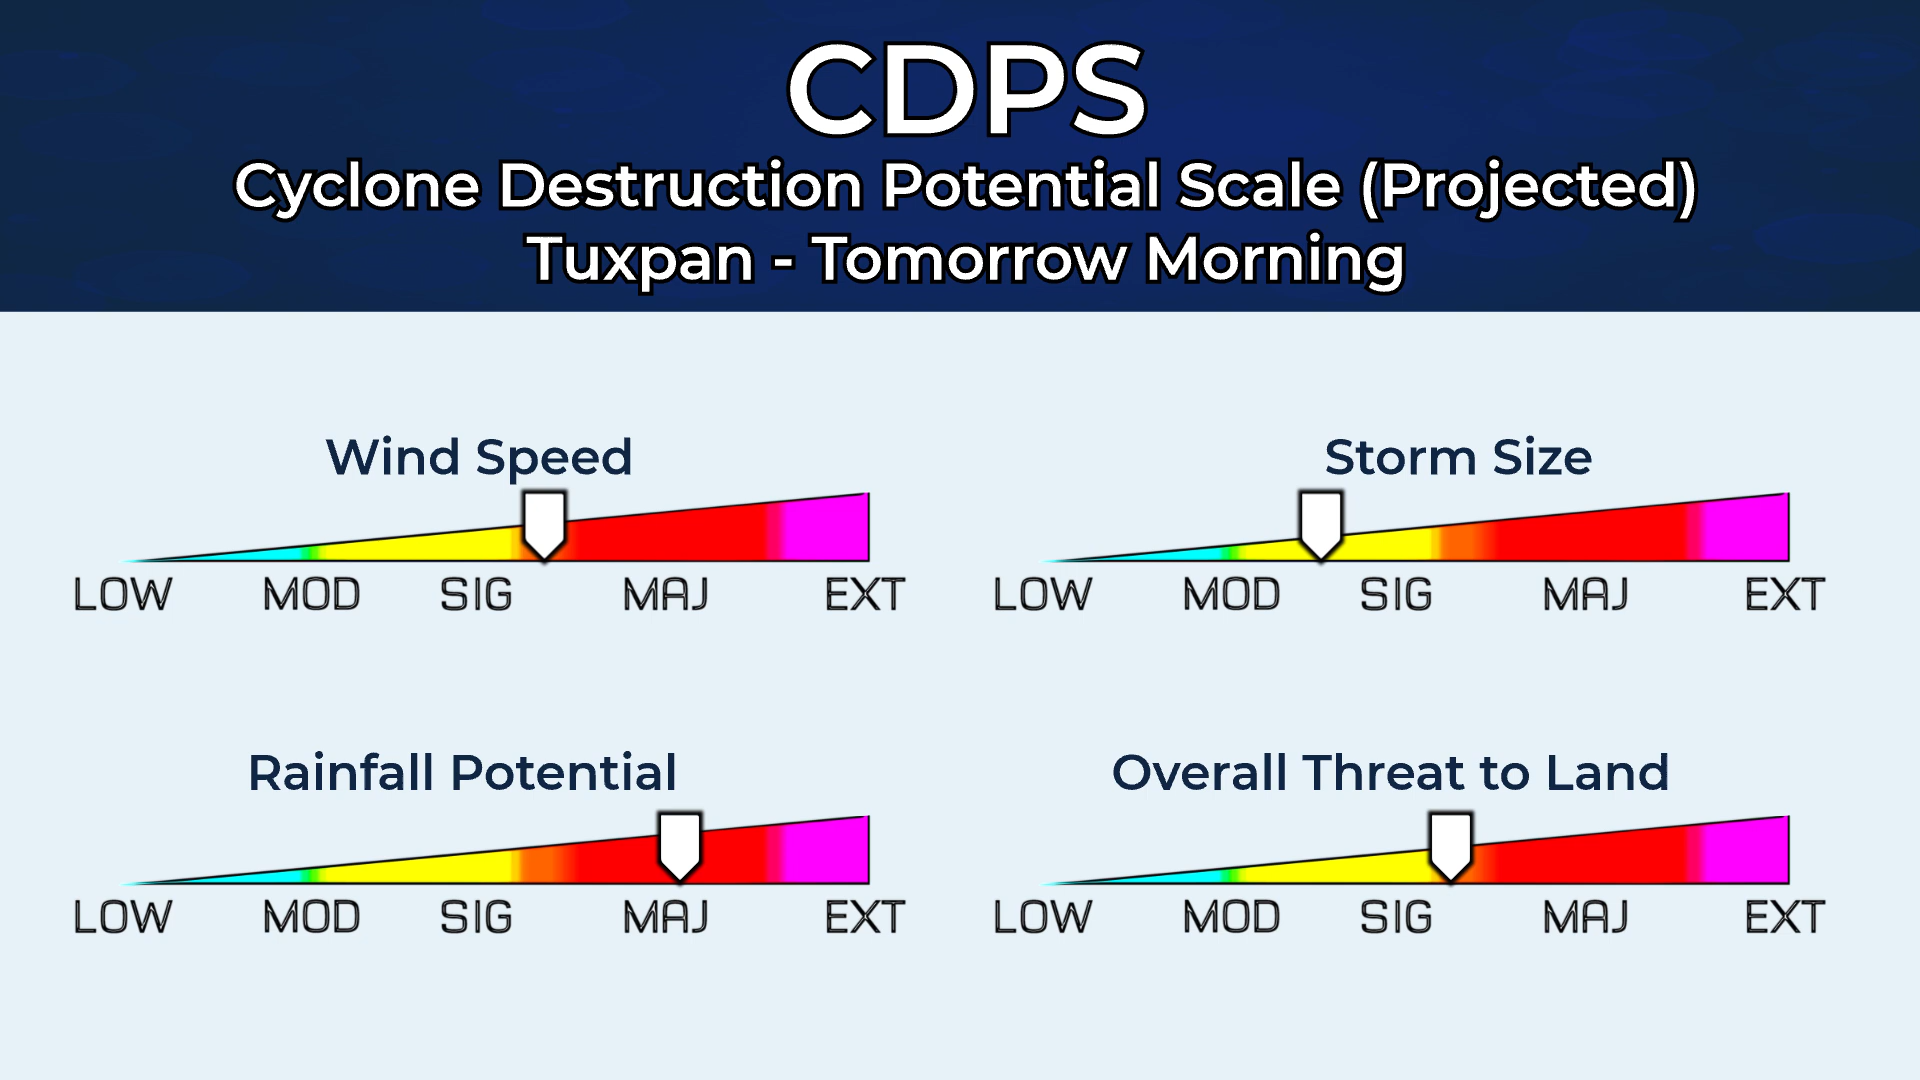 CDPS
Cyclone Destruction Potential Scale (Projected)
Tuxpan - Tomorrow Morning
Wind Speed
LOW MOD SIG MAJ EXT
Storm Size
LOW MOD SIG MAJ EXT
Rainfall Potential
LOW MOD SIG MAJ EXT
Overall Threat to Land
LOW MOD SIG MAJ EXT